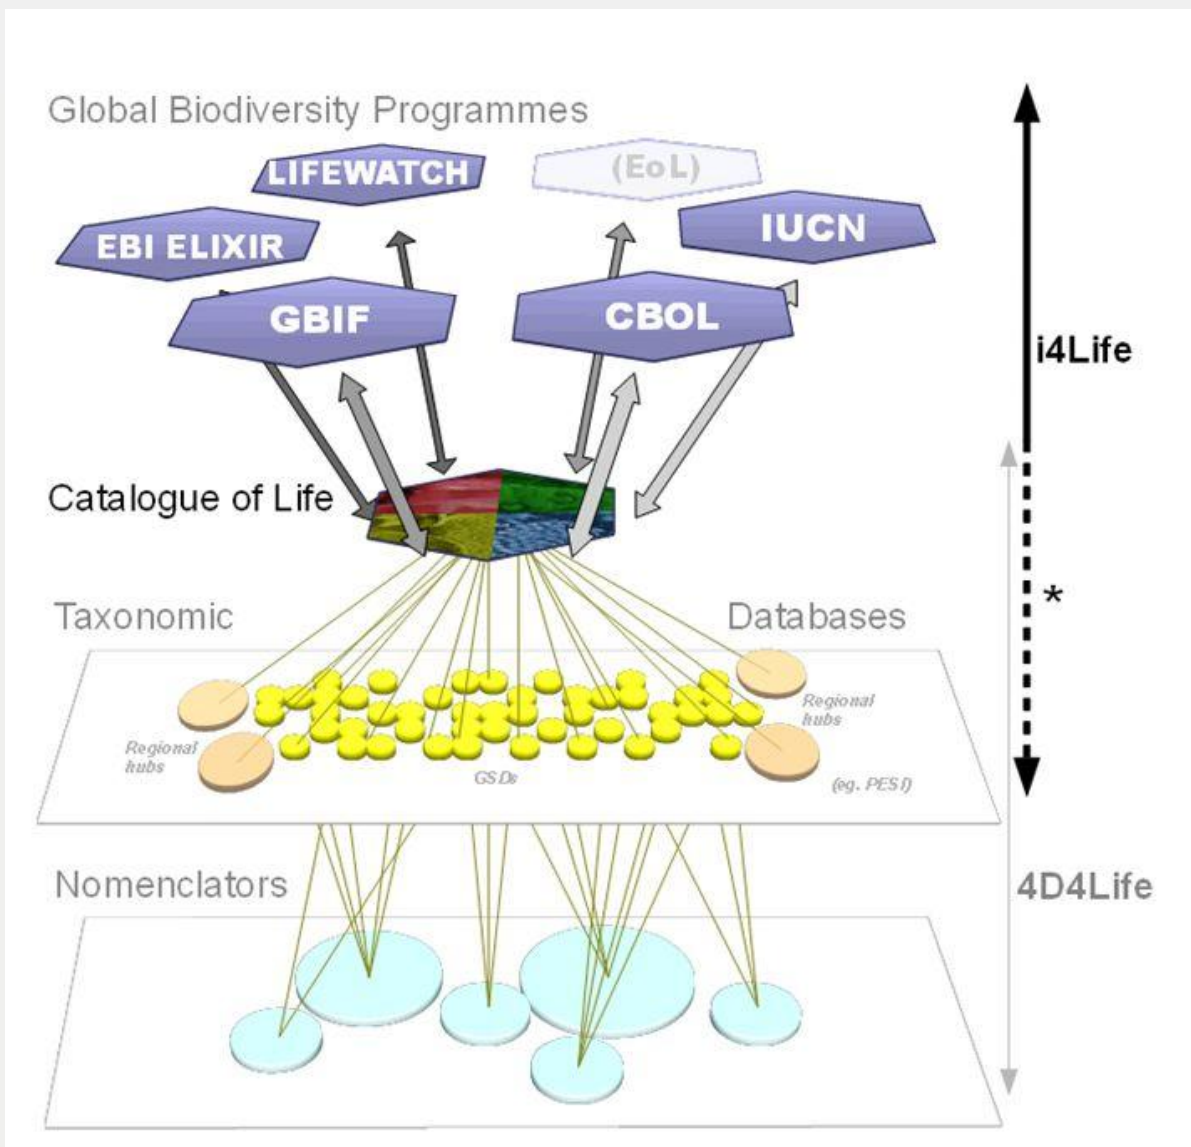 Global Biodiversity Programmes
LIFEWATCH
(EoL)
EBI ELIXIR
IUCN
GBIF
CBOL
i4Life
Catalogue of Life
*
Taxonomic
Databases
Regional
hubs
Regional
hubs
GSDs
(eg. PESI)
Nomenclators
4D4Life